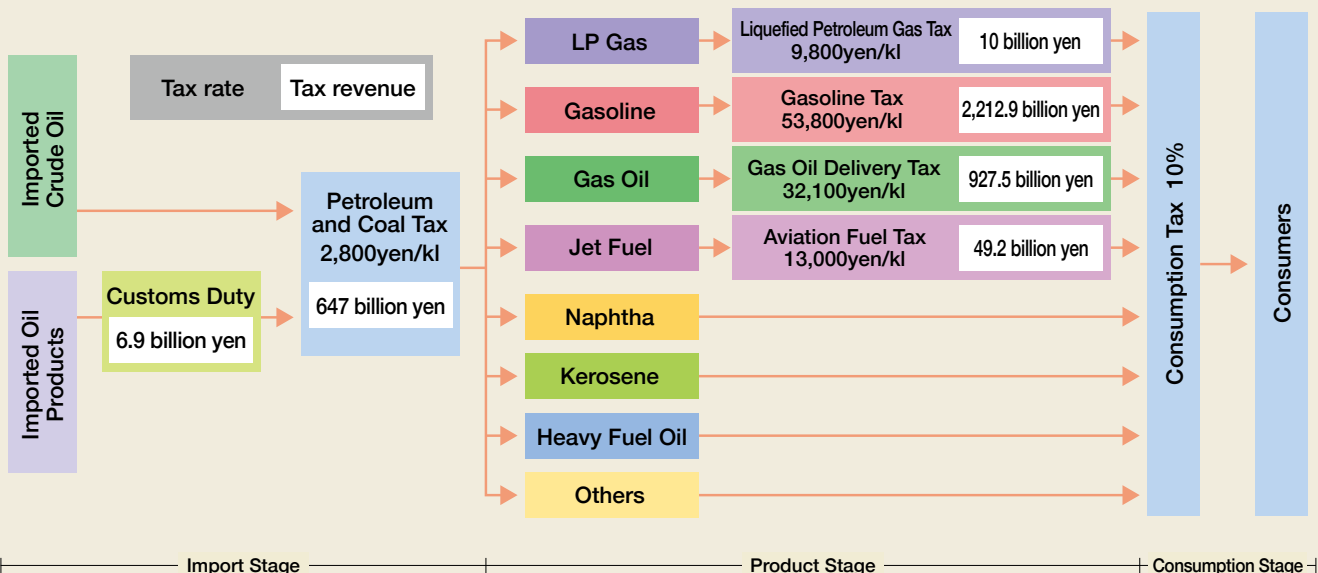 Imported
Crude Oil
Tax rate
Tax revenue
Imported Oil
Products
Customs Duty
6.9 billion yen
Petroleum
and Coal Tax
2,800yen/kl
647 billion yen
LP Gas
Liquefied Petroleum Gas Tax
9,800yen/kl
10 billion yen
Gasoline
Gasoline Tax
53,800yen/kl
2,212.9 billion yen
Gas Oil
Gas Oil Delivery Tax
32,100yen/kl
927.5 billion yen
Jet Fuel
Aviation Fuel Tax
13,000yen/kl
49.2 billion yen
Naphtha
Kerosene
Heavy Fuel Oil
Others
Consumption Tax 10%
Consumers
Import Stage
Product Stage
Consumption Stage